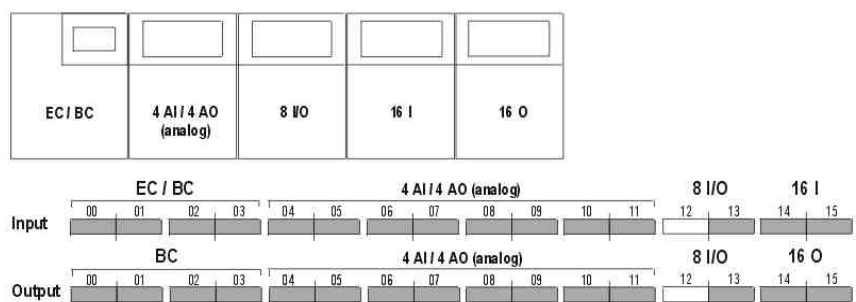 EC / BC 4 AI / 4 AO 8 I/O 16 I 16 O
(analog)
EC / BC 4 AI / 4 AO (analog) 8 I/O 16 I
00 01 02 03 04 05 06 07 08 09 10 11 12 13 14 15
Input
BC 4 AI / 4 AO (analog) 8 I/O 16 O
00 01 02 03 04 05 06 07 08 09 10 11 12 13 14 15
Output